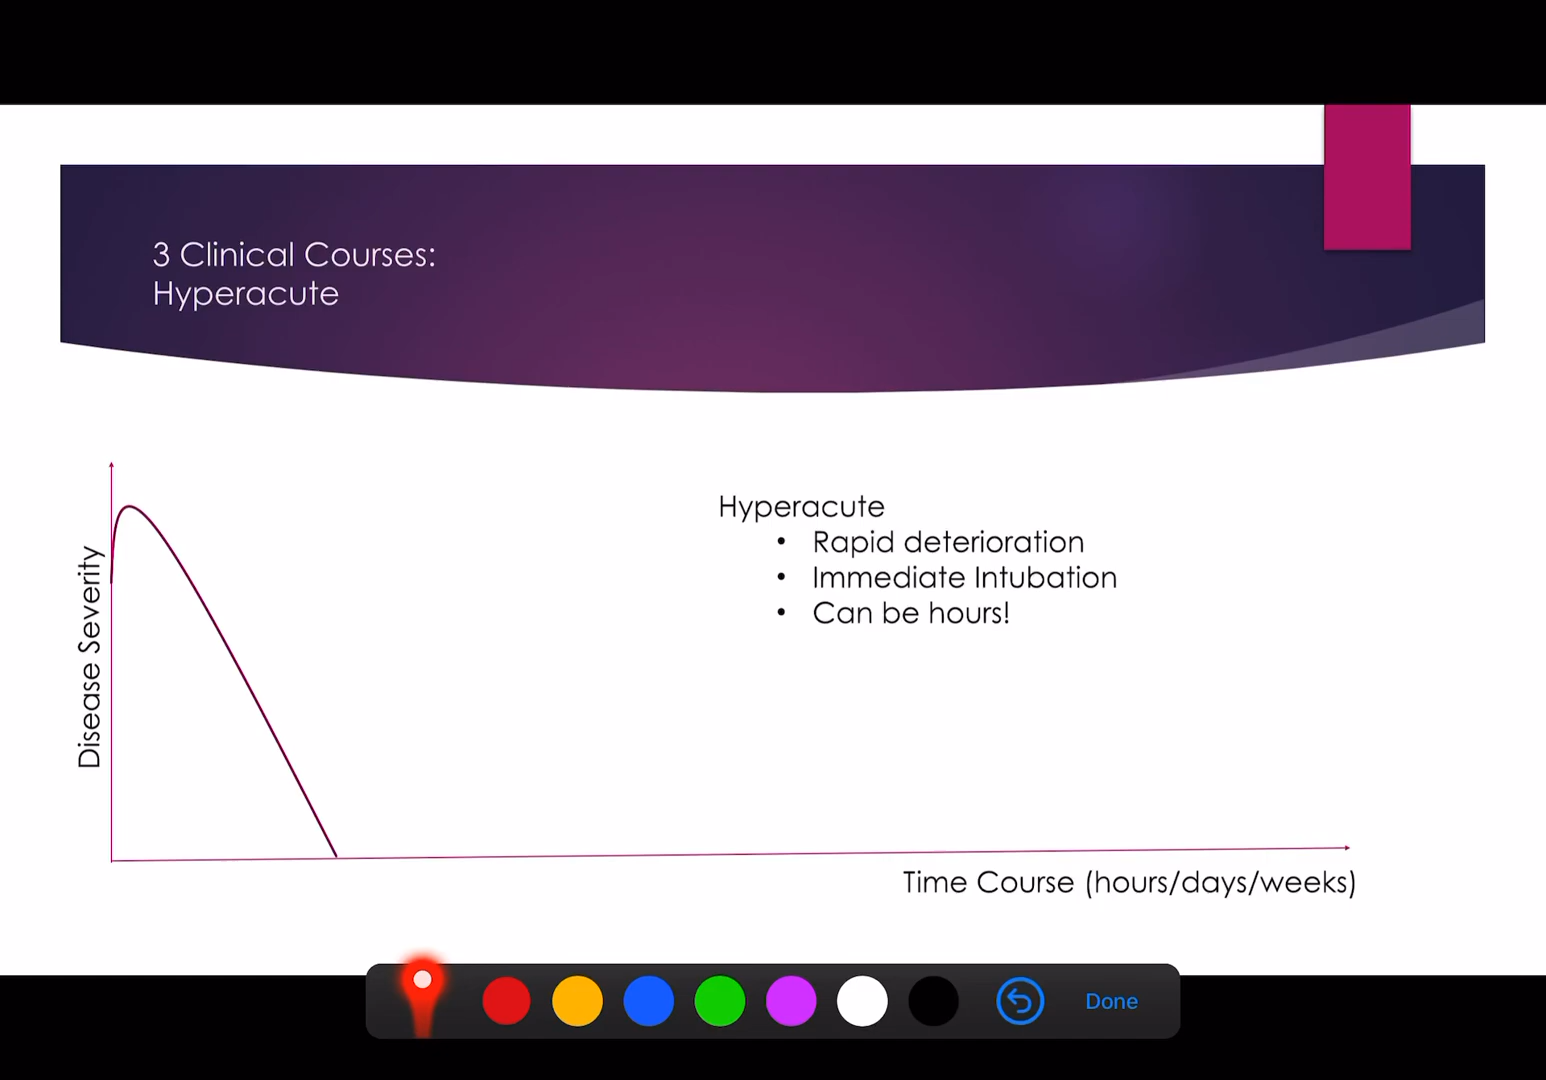 3 Clinical Courses:
Hyperacute
Hyperacute
• Rapid deterioration
• Immediate Intubation
• Can be hours!
Disease Severity
Time Course (hours/days/weeks)
Done